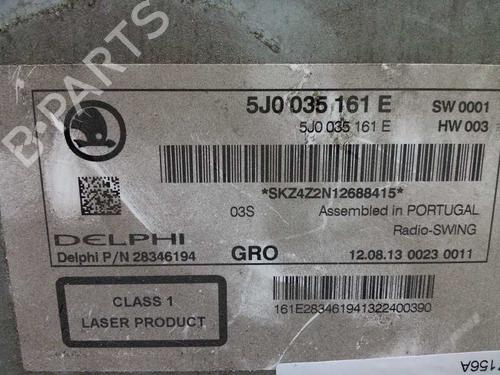 5J0 035 161 E SW 0001
5J0 035 161 E HW 003
*SKZ4Z2N12688415*
03S Assembled in PORTUGAL
Radio-SWING
DELPHI
Delphi P/N 28346194 GRO 12.08.13 0023 0011
CLASS 1
LASER PRODUCT
161E283461941322400390
156A
B-PARTS